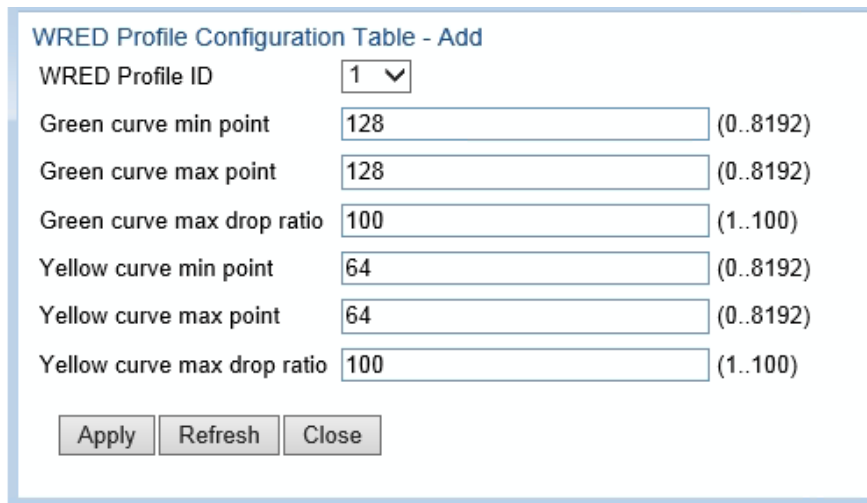 WRED Profile Configuration Table - Add
WRED Profile ID 1
Green curve min point 128 (0..8192)
Green curve max point 128 (0..8192)
Green curve max drop ratio 100 (1..100)
Yellow curve min point 64 (0..8192)
Yellow curve max point 64 (0..8192)
Yellow curve max drop ratio 100 (1..100)
Apply Refresh Close